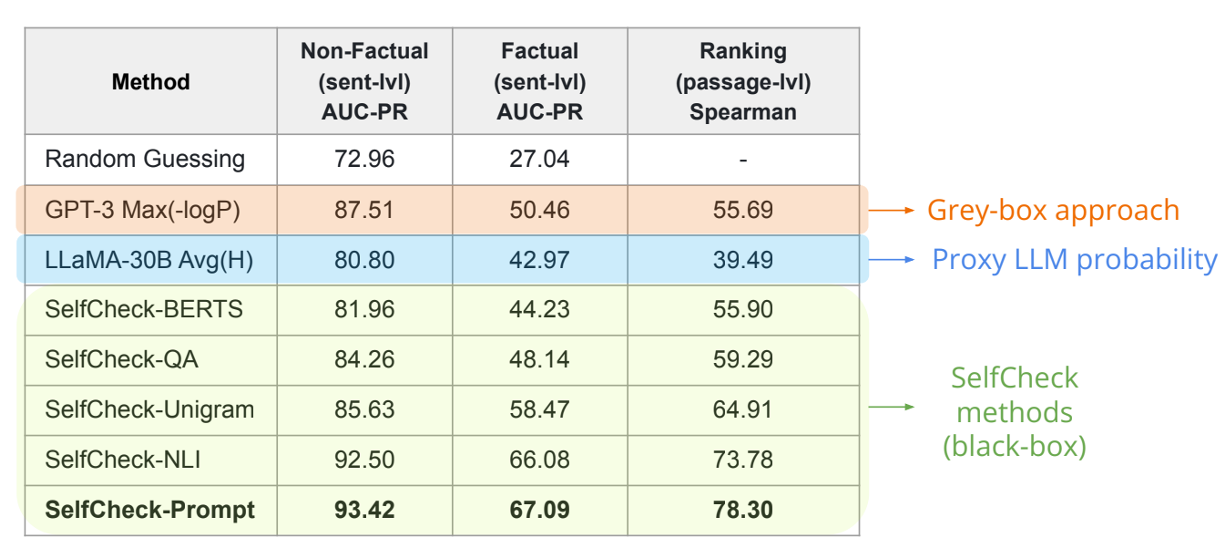 Method
Non-Factual
(sent-lvl)
AUC-PR
Factual
(sent-lvl)
AUC-PR
Ranking
(passage-lvl)
Spearman
Random Guessing 72.96 27.04 -
GPT-3 Max(-logP) 87.51 50.46 55.69
Grey-box approach
LLaMA-30B Avg(H) 80.80 42.97 39.49
Proxy LLM probability
SelfCheck-BERTS 81.96 44.23 55.90
SelfCheck-QA 84.26 48.14 59.29
SelfCheck-Unigram 85.63 58.47 64.91
SelfCheck-NLI 92.50 66.08 73.78
SelfCheck-Prompt 93.42 67.09 78.30
SelfCheck
methods
(black-box)